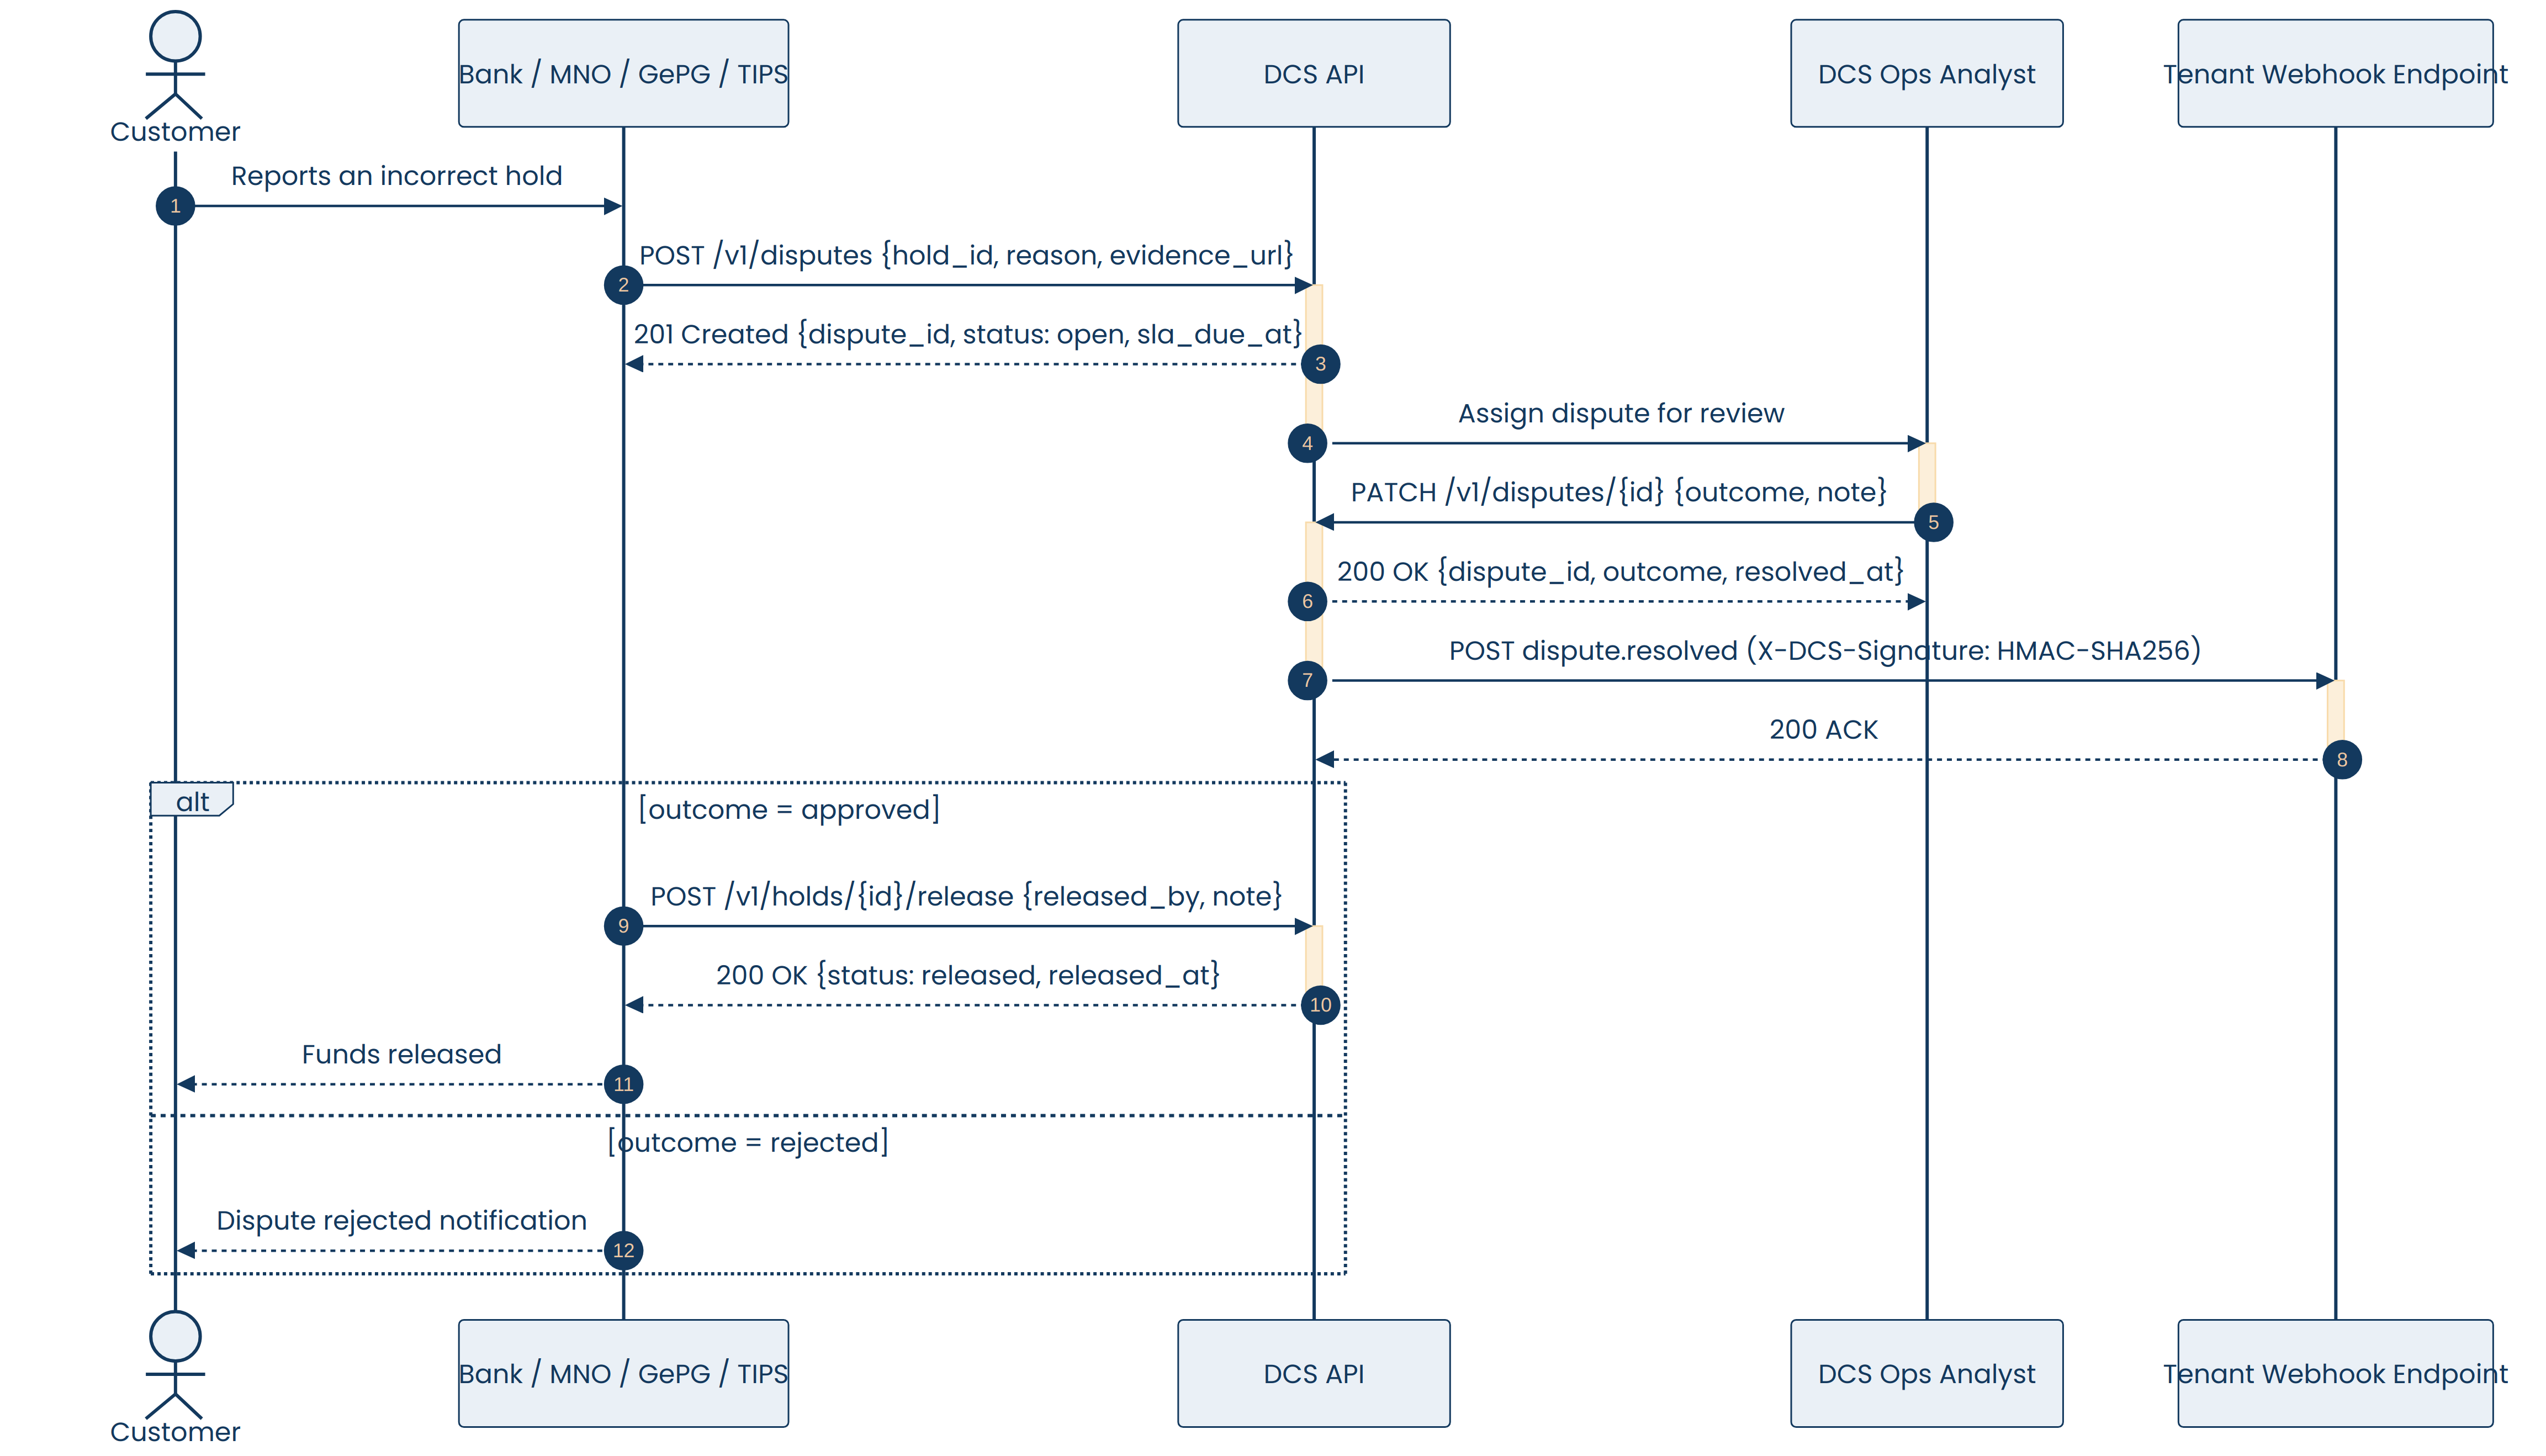 Customer
Bank / MNO / GePG / TIPS
DCS API
DCS Ops Analyst
Tenant Webhook Endpoint
Reports an incorrect hold
1
POST /v1/disputes {hold_id, reason, evidence_url}
2
201 Created {dispute_id, status: open, sla_due_at}
3
Assign dispute for review
4
PATCH /v1/disputes/{id} {outcome, note}
5
200 OK {dispute_id, outcome, resolved_at}
6
POST dispute.resolved (X-DCS-Signature: HMAC-SHA256)
7
200 ACK
8
alt
[outcome = approved]
POST /v1/holds/{id}/release {released_by, note}
9
200 OK {status: released, released_at}
10
Funds released
11
[outcome = rejected]
Dispute rejected notification
12
Customer
Bank / MNO / GePG / TIPS
DCS API
DCS Ops Analyst
Tenant Webhook Endpoint